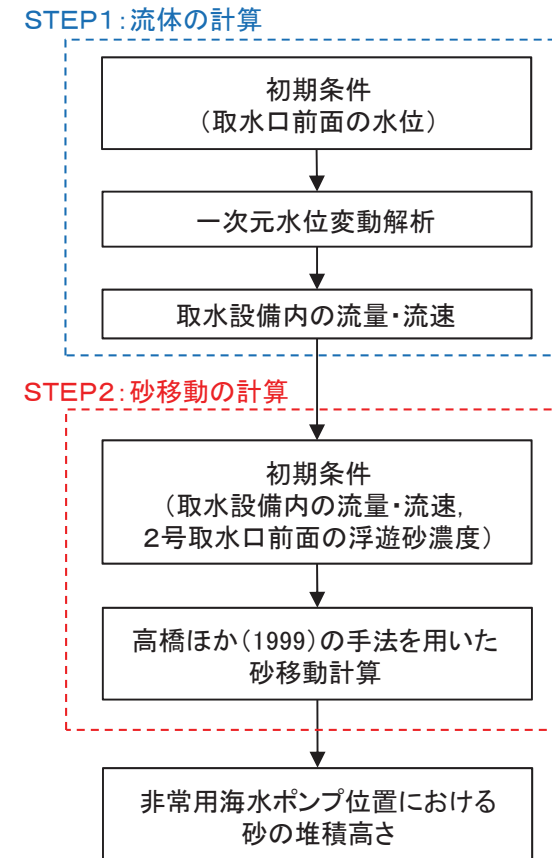 STEP1:流体の計算
初期条件
(取水口前面の水位)
一次元水位変動解析
取水設備内の流量・流速
STEP2:砂移動の計算
初期条件
(取水設備内の流量・流速,
2号取水口前面の浮遊砂濃度)
高橋ほか(1999)の手法を用いた
砂移動計算
非常用海水ポンプ位置における
砂の堆積高さ